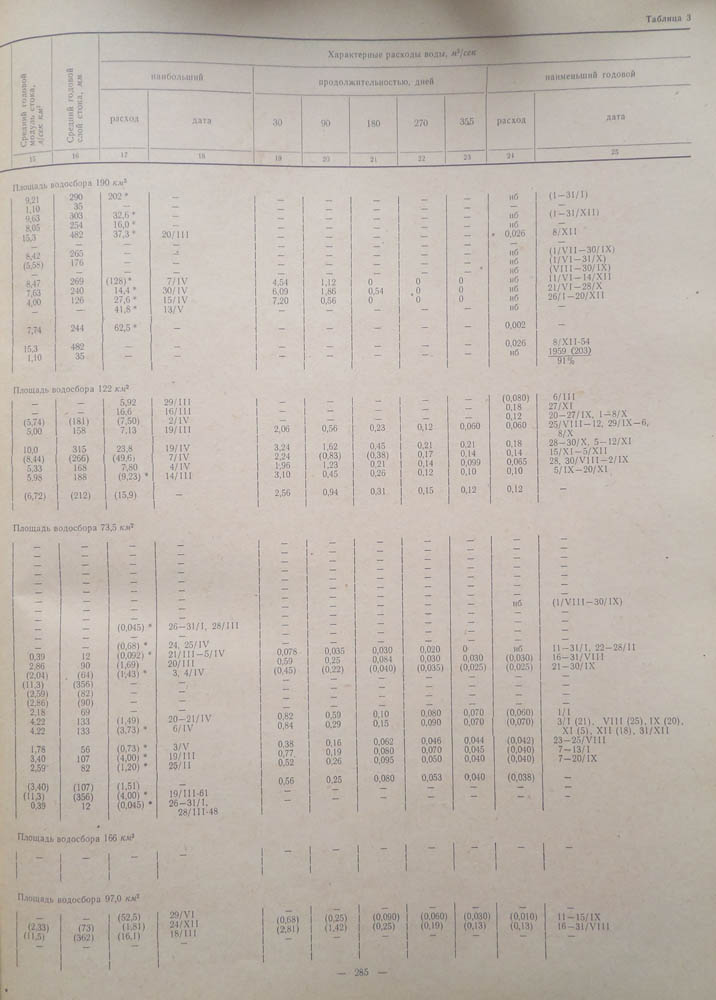 Таблица 3
Характерные расходы воды, м³/сек
Средний годовой модуль стока, л/сек км²
Средний годовой слой стока, мм
наибольший
продолжительностью, дней
наименьший годовой
расход дата 30 90 180 270 355 расход дата
15 16 17 18 19 20 21 22 23 24 25
Площадь водосбора 190 км²
9,21 290 202 * — — — — — — нб (1—31/I)
1,10 35 — — — — — — —
9,63 303 32,6 * — — — — — — нб (1—31/XII)
8,05 254 16,0 * — — — — — — нб —
15,3 482 37,3 * 20/III — — — — — 0,026 8/XII
— — — — — — — — — —
8,42 265 — — — — — — — нб (1/VII—30/IX)
(5,58) 176 — — — — — — — нб (1/VI—31/X)
— — — — — — — нб (VIII—30/IX)
8,47 269 (128) * 7/IV 4,54 1,12 0 0 0 нб 11/VI—14/XII
7,63 240 14,4 * 30/IV 6,09 1,86 0,54 0 0 нб 21/VI—28/X
4,00 126 27,6 * 15/IV 7,20 0,56 0 0 0 нб 26/I—20/XII
— — 41,8 * 13/V — — — — — нб
7,74 244 62,5 * — — — — — — 0,002 —
15,3 482 — — — — — — — 0,026 8/XII-54
1,10 35 — — — — — — — нб 1959 (203)
91%
Площадь водосбора 122 км²
— — 5,92 29/III — — — — — (0,080) 6/III
— — 16,6 16/III — — — — — 0,18 27/XI
(5,74) (181) (7,50) 2/IV — — — — — 0,12 20—27/IX, 1—8/X
5,00 158 7,13 19/III 2,06 0,56 0,23 0,12 0,060 0,060 25/VIII—12, 29/IX—6,
8/X
10,0 315 23,8 19/IV 3,24 1,62 0,45 0,21 0,21 0,18 28—30/X, 5—12/XI
(8,44) (266) (49,6) 7/IV 2,24 (0,83) (0,38) 0,17 0,14 0,14 15/XI—5/XII
5,33 168 7,80 4/IV 1,96 1,23 0,21 0,14 0,099 0,065 28, 30/VIII—2/IX
5,98 188 (9,23) * 14/III 3,10 0,45 0,26 0,12 0,10 0,10 5/IX—20/XI
(6,72) (212) (15,9) — 2,56 0,94 0,31 0,15 0,12 0,12 —
Площадь водосбора 73,5 км²
— — — — — — — — — — —
— — — — — — — — — — —
— — — — — — — — — — —
— — — — — — — — — — —
— — — — — — — — — — —
— — — — — — — — — — —
— — — — — — — — — нб (1/VIII—30/IX)
— — — — — — — — — — —
— — (0,045) * 26—31/I, 28/III — — — — — — —
— — (0,68) * 24, 25/IV — — — — — — —
0,39 12 (0,092) * 21/III—5/IV 0,078 0,035 0,030 0,020 0 нб 11—31/I, 22—28/II
2,86 90 (1,69) 20/III 0,59 0,25 0,084 0,030 0,030 (0,030) 16—31/VIII
(2,04) (64) (1,43) * 3, 4/IV (0,45) (0,22) (0,040) (0,035) (0,025) (0,025) 21—30/IX
(11,3) (356) — — — — — — — — —
(2,59) (82) — — — — — — — — —
(2,86) (90) — — — — — — — — —
2,18 69 — — — — — — — — —
4,22 133 (1,49) 20—21/IV 0,82 0,59 0,10 0,080 0,070 (0,060) 1/I
4,22 133 (3,73) * 6/IV 0,84 0,29 0,15 0,090 0,070 (0,070) 3/I (21), VIII (25), IX (20),
XI (5), XII (18), 31/XII
1,78 56 (0,73) * 3/V 0,38 0,16 0,062 0,046 0,044 (0,042) 23—25/VIII
3,40 107 (4,00) * 19/III 0,77 0,19 0,080 0,070 0,045 (0,040) 7—13/I
2,59 82 (1,20) * 25/II 0,52 0,26 0,095 0,050 0,040 (0,040) 7—20/IX
(3,40) (107) (1,51) — 0,56 0,25 0,080 0,053 0,040 (0,038) —
(11,3) (356) (4,00) * 19/III-61 — — — — — — —
0,39 12 (0,045) * 26—31/I, — — — — — — —
28/III-48
Площадь водосбора 166 км²
— — — — — — — — — — —
Площадь водосбора 97,0 км²
— — (52,5) 29/VI — — — — — — —
(2,33) (73) (1,81) 24/XII (0,68) (0,25) (0,090) (0,060) (0,030) (0,010) 11—15/IX
(11,5) (362) (16,1) 18/III (2,81) (1,42) (0,25) (0,19) (0,13) (0,13) 16—31/VIII
— — — — — — — — —
— 285 —